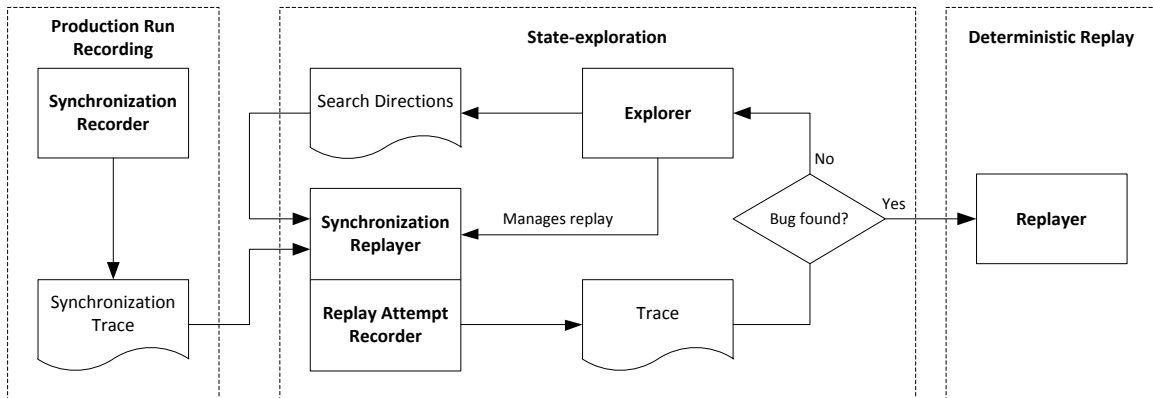 Production Run
Recording
Synchronization
Recorder
Synchronization
Trace
State-exploration
Search Directions
Explorer
No
Synchronization
Replayer
Manages replay
Bug found?
Yes
Replay Attempt
Recorder
Trace
Deterministic Replay
Replayer